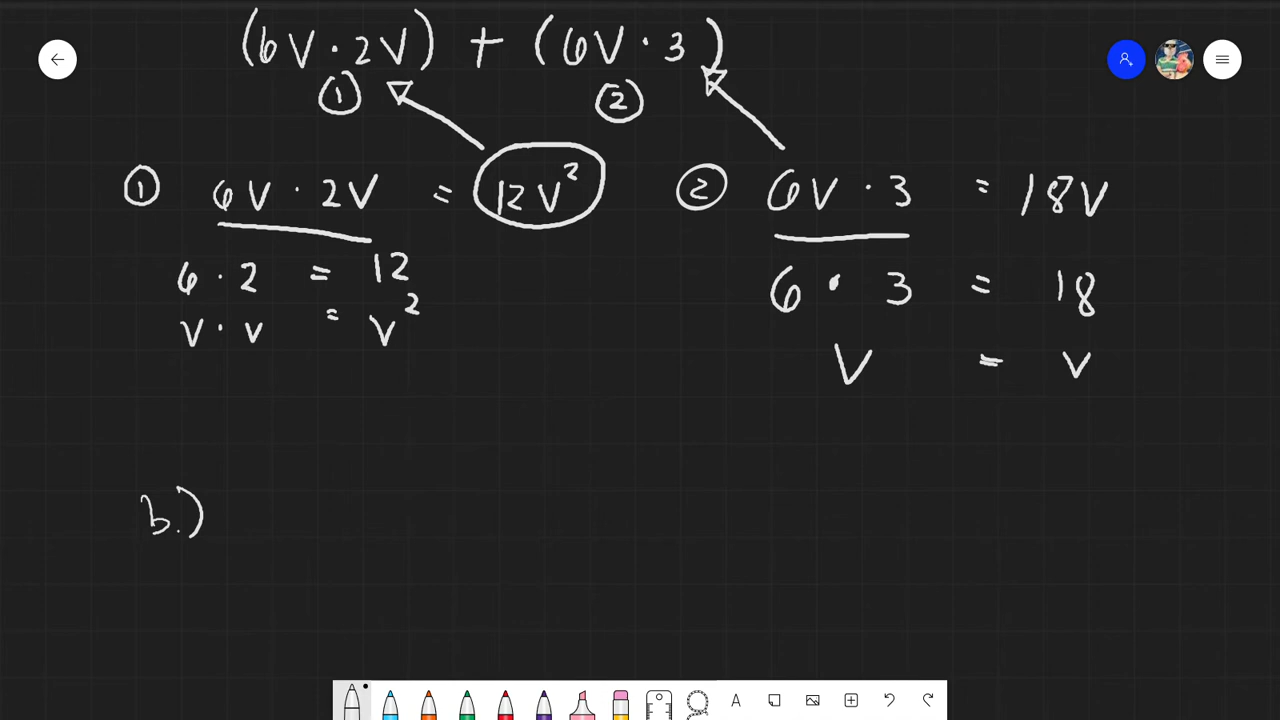 (6V · 2V) + (6V · 3)
① ②
① 6V · 2V = 12V² ② 6V · 3 = 18V
6 · 2 = 12 6 · 3 = 18
V · V = V² V = V
b.)
A